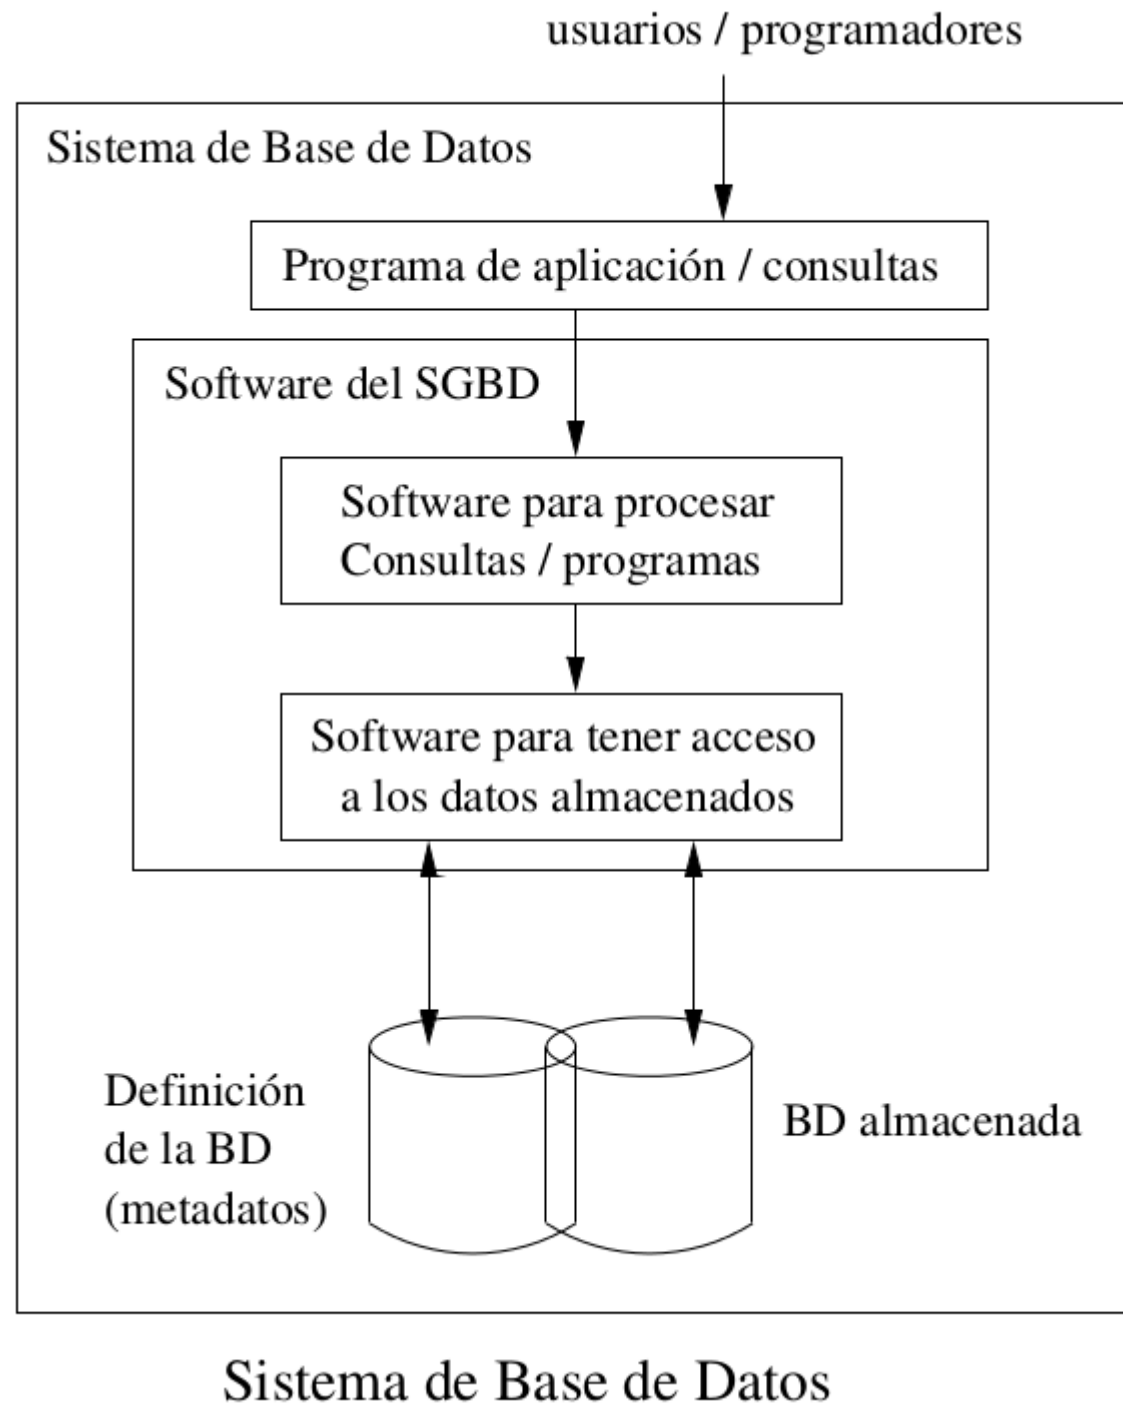 usuarios / programadores
Sistema de Base de Datos
Programa de aplicación / consultas
Software del SGBD
Software para procesar
Consultas / programas
Software para tener acceso
a los datos almacenados
Definición
de la BD
(metadatos)
BD almacenada
Sistema de Base de Datos